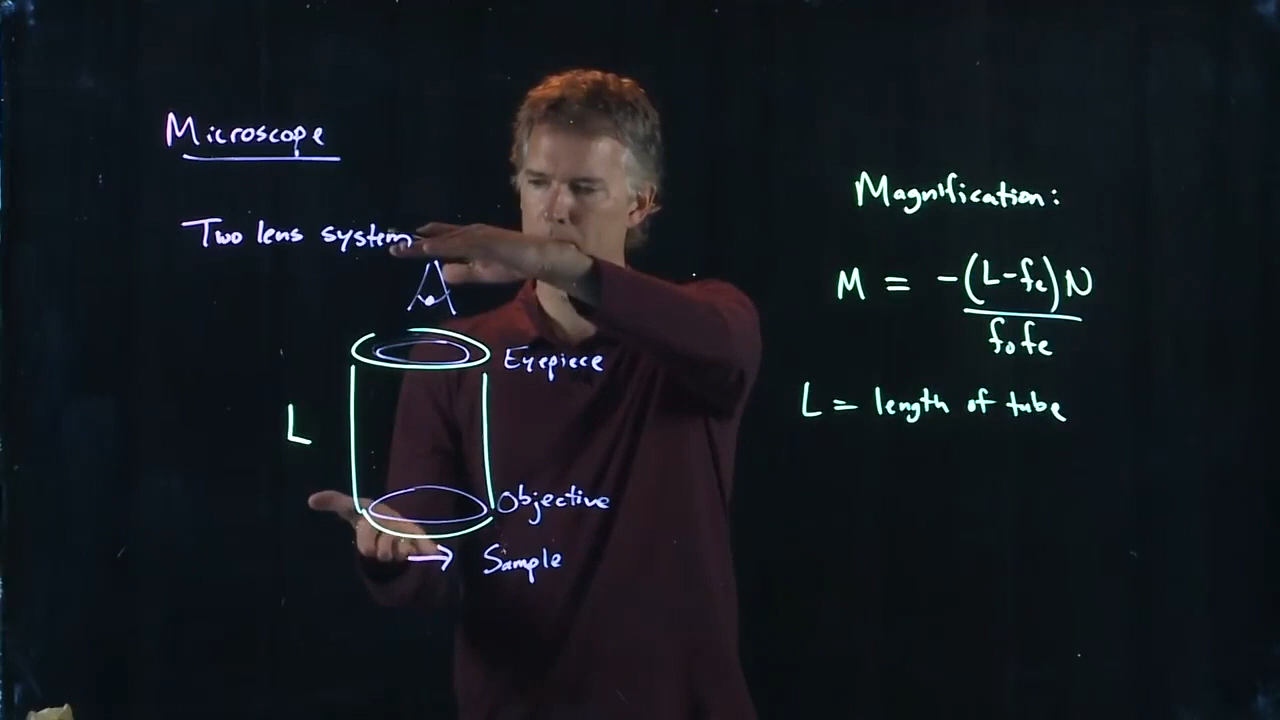 Microscope
Two lens system
Eyepiece
L
Objective
Sample
Magnification:
M = -(L-fe)N
fofe
L = length of tube